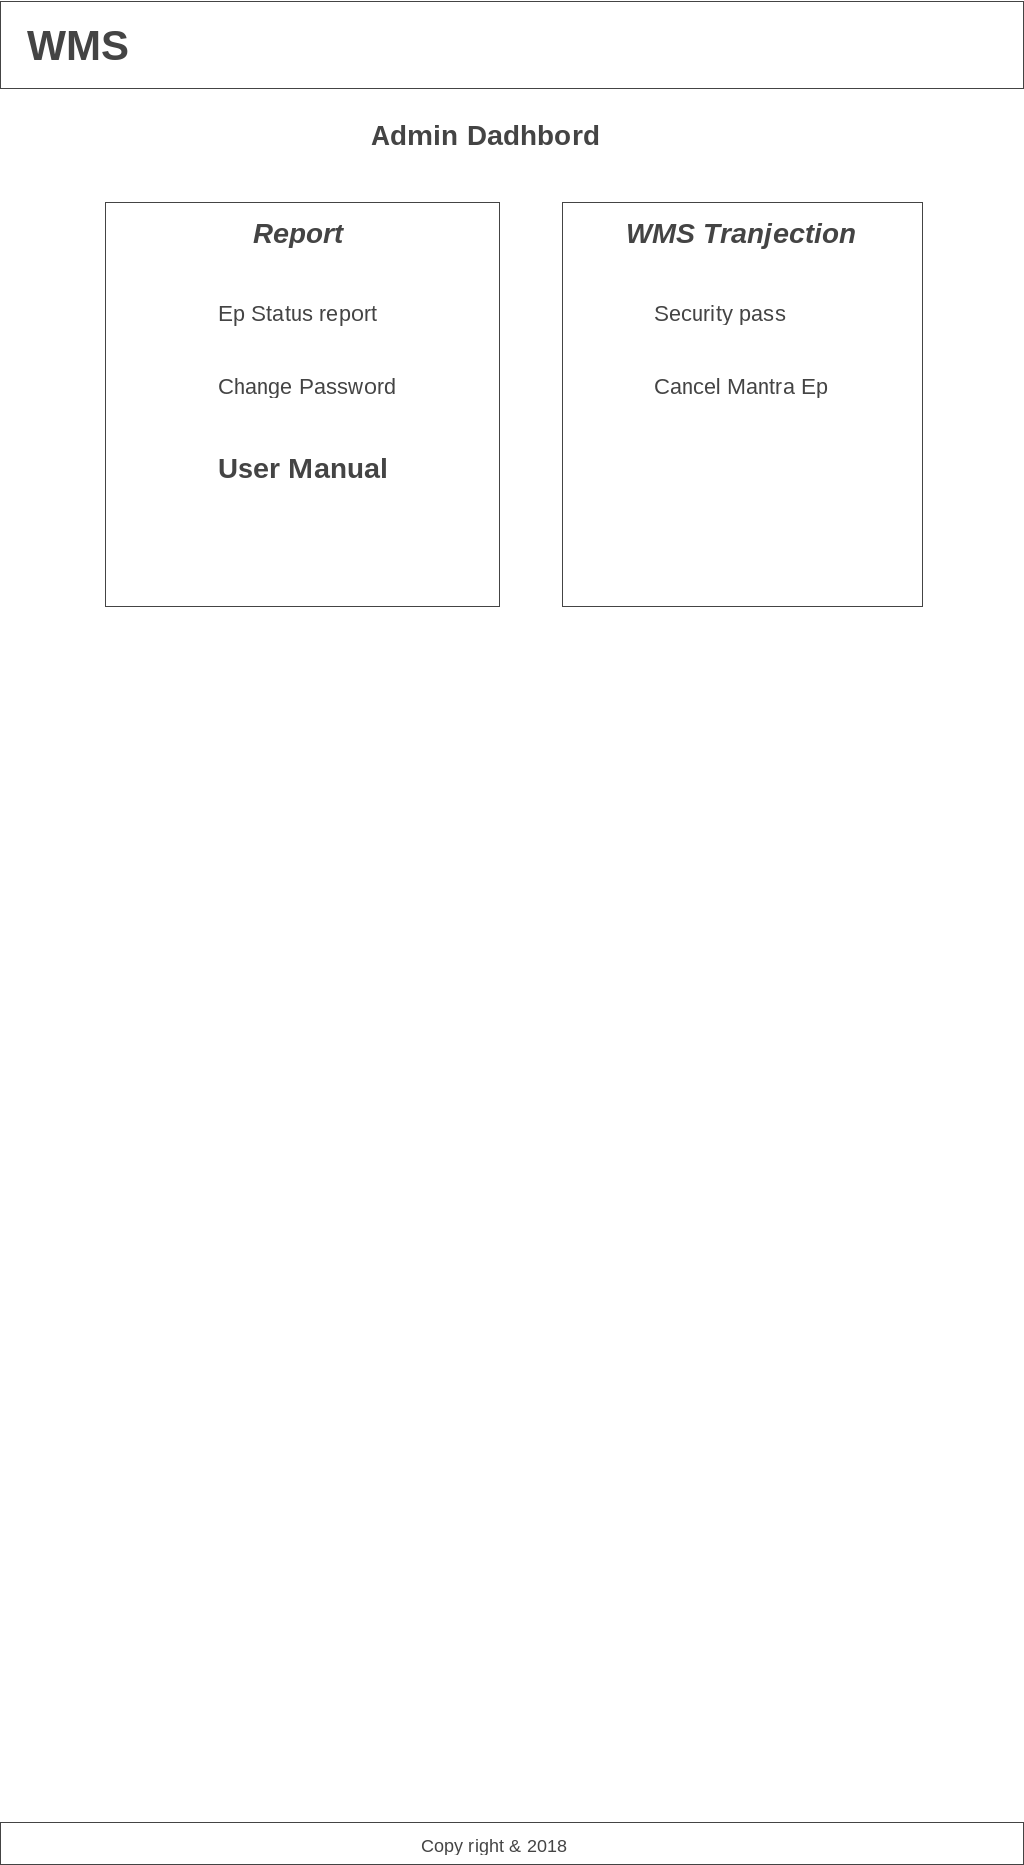 WMS
Admin Dadhbord
Report
Ep Status report
Change Password
User Manual
WMS Tranjection
Security pass
Cancel Mantra Ep
Copy right & 2018